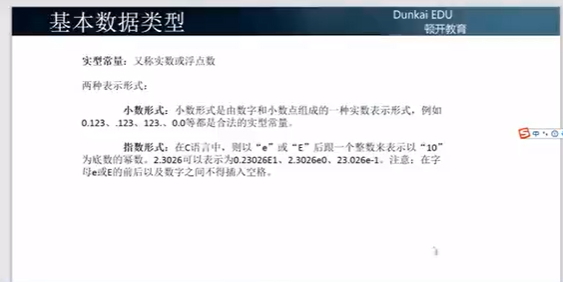 基本数据类型
Dunkai EDU
顿开教育
实型常量：又称实数或浮点数
两种表示形式：
小数形式：小数形式是由数字和小数点组成的一种实数表示形式，例如
0.123、.123、123.、0.0等都是合法的实型常量。
指数形式：在C语言中，则以“e”或“E”后跟一个整数来表示以“10”
为底数的幂数。2.3026可以表示为0.23026E1、2.3026e0、23.026e-1。注意：在字
母e或E的前后以及数字之间不得插入空格。
S中